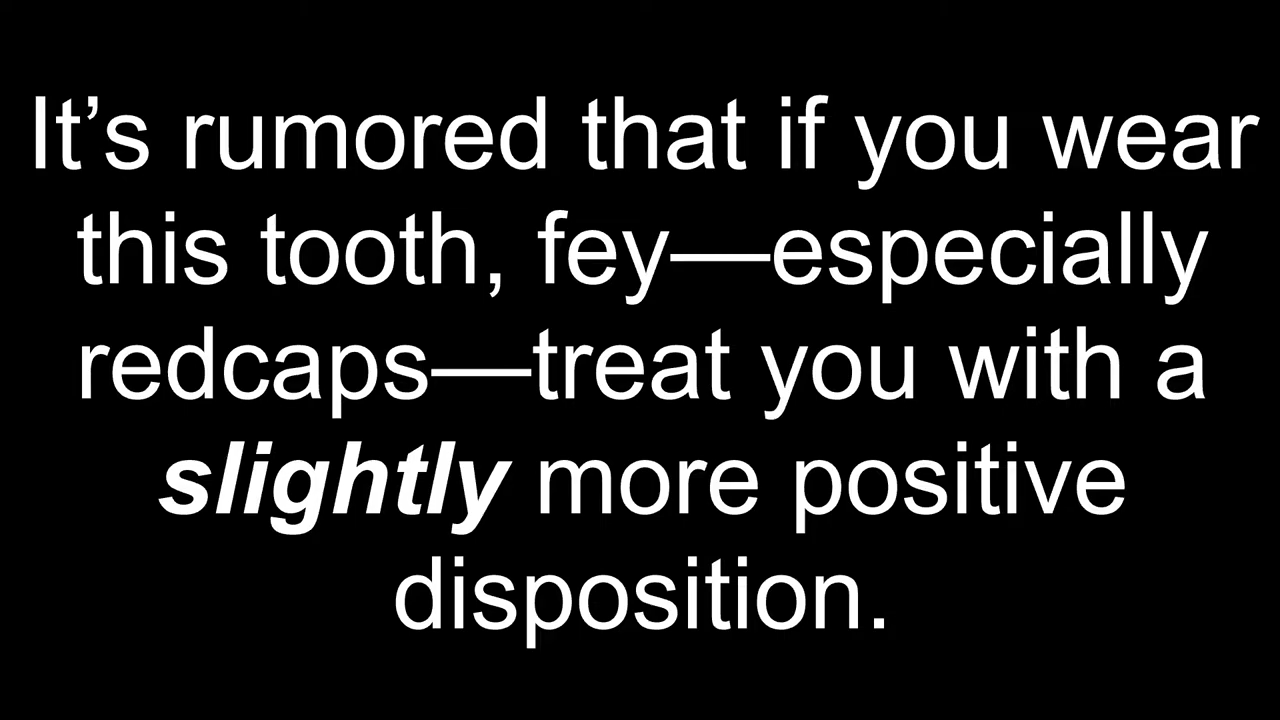 It’s rumored that if you wear
this tooth, fey—especially
redcaps—treat you with a
slightly more positive
disposition.